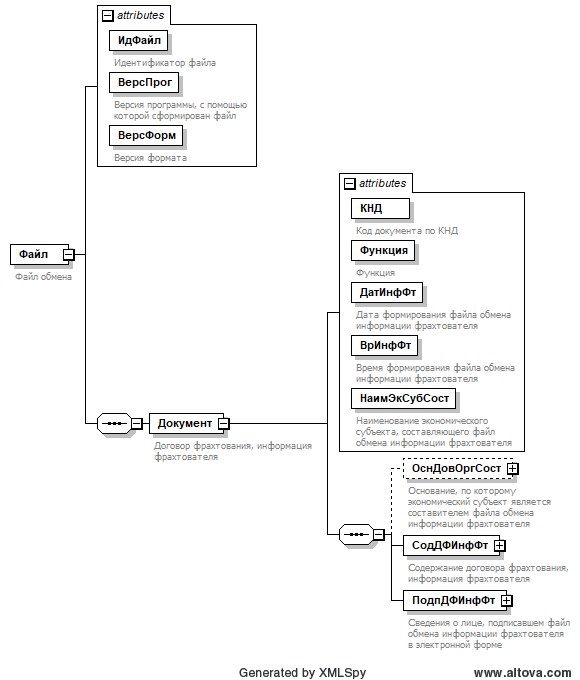 attributes
ИдФайл
Идентификатор файла
ВерсПрог
Версия программы, с помощью
которой сформирован файл
ВерсФорм
Версия формата
Файл
Файл обмена
attributes
КНД
Код документа по КНД
Функция
Функция
ДатИнфФт
Дата формирования файла обмена
информации фрахтователя
ВрИнфФт
Время формирования файла обмена
информации фрахтователя
НаимЭкСубСост
Наименование экономического
субъекта, составляющего файл
обмена информации фрахтователя
Документ
Договор фрахтования, информация
фрахтователя
ОснДовОргСост
Основание, по которому
экономический субъект является
составителем файла обмена
информации фрахтователя
СодДФИнфФт
Содержание договора фрахтования,
информация фрахтователя
ПодпДФИнфФт
Сведения о лице, подписавшем файл
обмена информации фрахтователя
в электронной форме
Generated by XMLSpy
www.altova.com